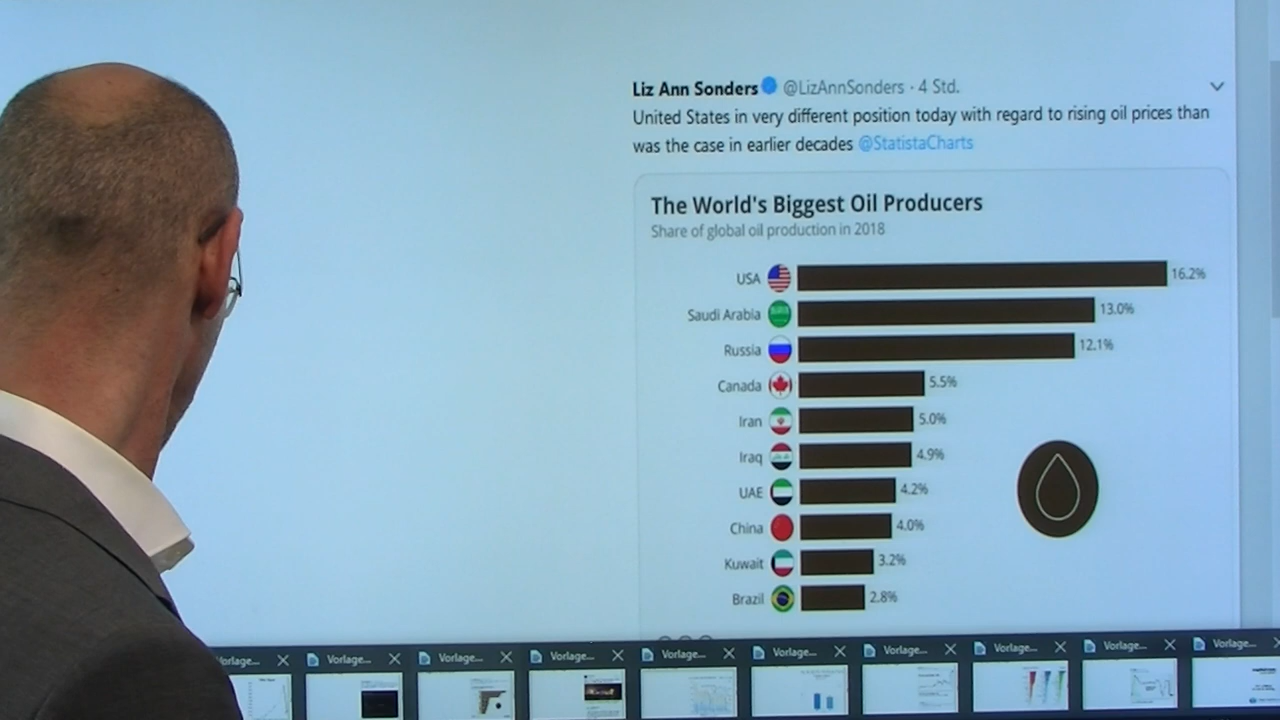 Liz Ann Sonders @LizAnnSonders · 4 Std.
United States in very different position today with regard to rising oil prices than
was the case in earlier decades @StatistaCharts
The World's Biggest Oil Producers
Share of global oil production in 2018
USA 16.2%
Saudi Arabia 13.0%
Russia 12.1%
Canada 5.5%
Iran 5.0%
Iraq 4.9%
UAE 4.2%
China 4.0%
Kuwait 3.2%
Brazil 2.8%
Vorlage... Vorlage... Vorlage... Vorlage... Vorlage... Vorlage... Vorlage... Vorlage... Vorlage...